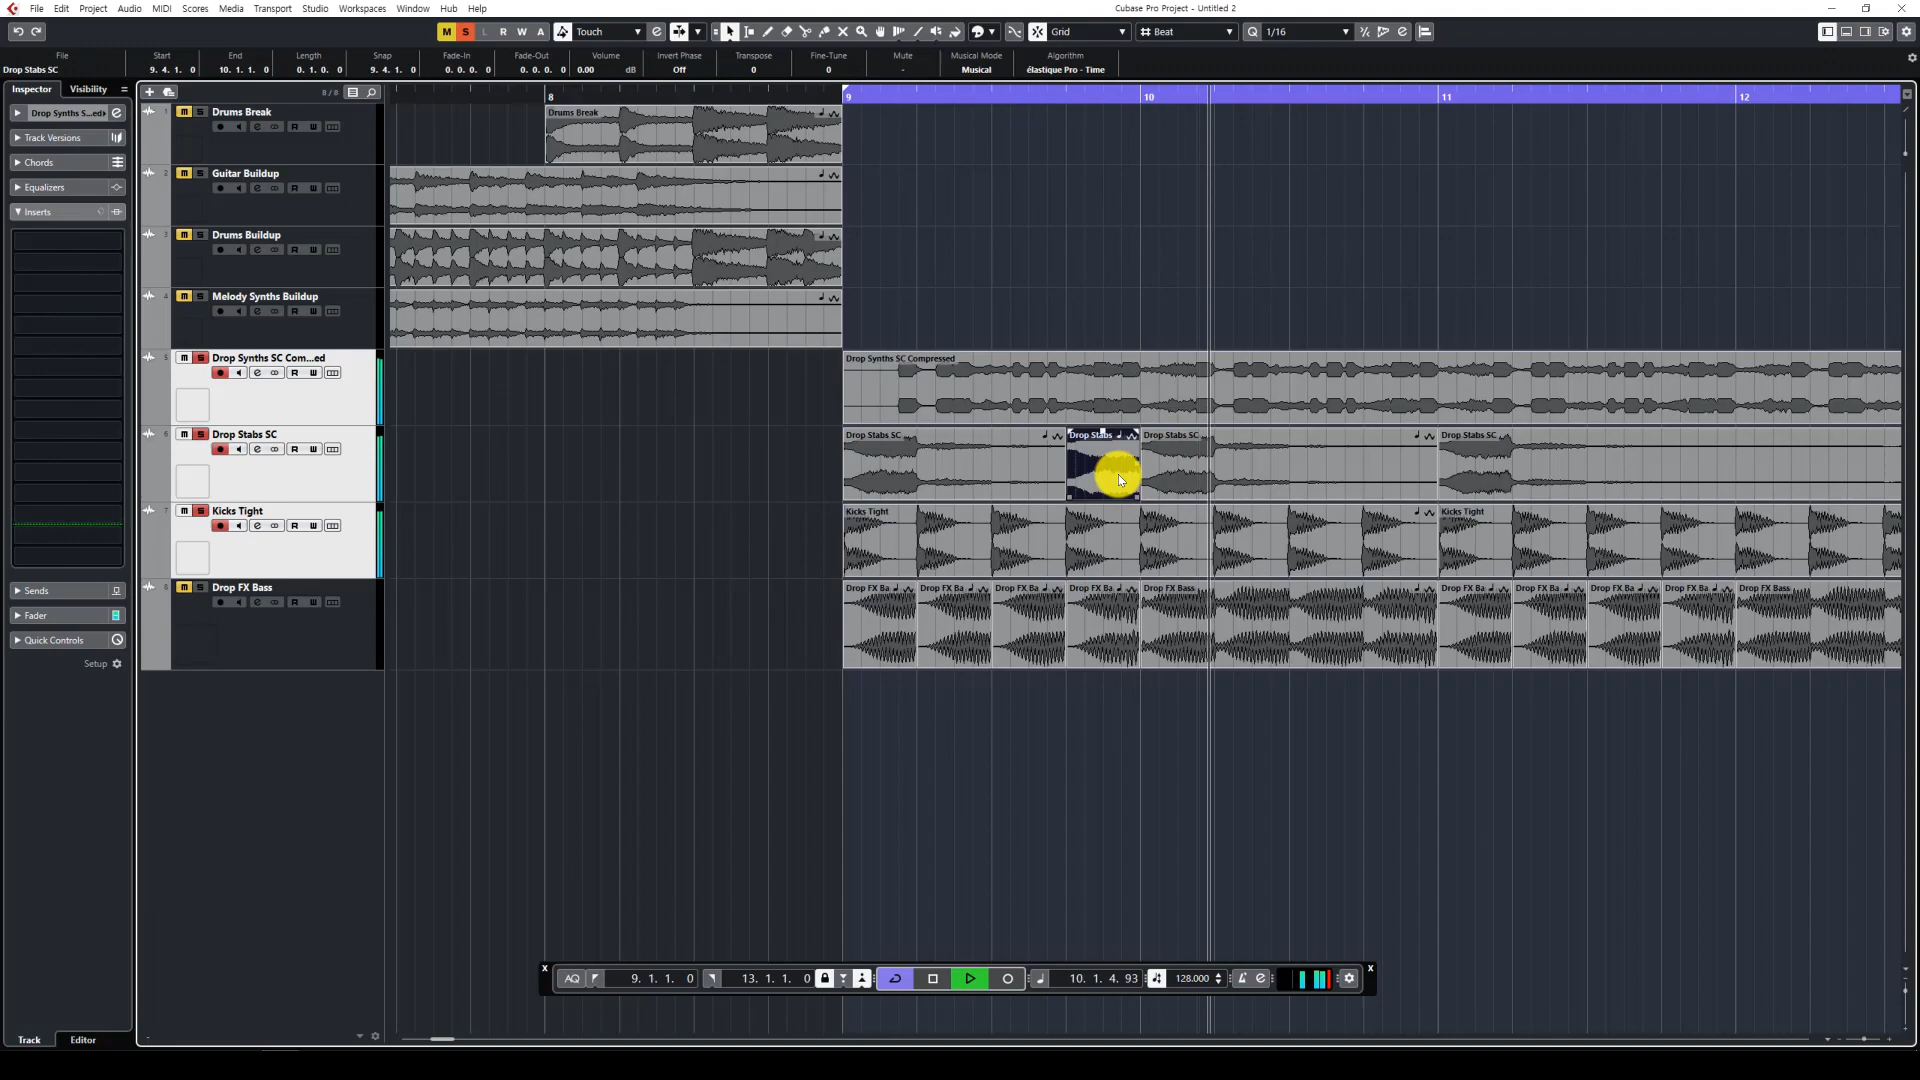 File Edit Project Audio MIDI Scores Media Transport Studio Workspaces Window Hub Help
Cubase Pro Project - Untitled 2
M S L R W A Touch Grid Beat 1/16
File Start End Length Snap Fade-In Fade-Out Volume Invert Phase Transpose Fine-Tune Mute Musical Mode Algorithm
Drop Stabs SC 9. 4. 1. 0 10. 1. 1. 0 0. 1. 0. 0 9. 4. 1. 0 0. 0. 0. 0 0. 0. 0. 0 0.00 dB Off 0 0 - Musical élastique Pro - Time
Inspector Visibility
8 / 8
8 9 10 11 12
Drop Synths S...ed
Track Versions
Chords
Equalizers
Inserts
Sends
Fader
Quick Controls
Setup
1 M S Drums Break
R W
2 M S Guitar Buildup
R W
3 M S Drums Buildup
R W
4 M S Melody Synths Buildup
R W
5 M S Drop Synths SC Com...ed
R W
6 M S Drop Stabs SC
R W
7 M S Kicks Tight
R W
8 M S Drop FX Bass
R W
Drums Break
Drop Synths SC Compressed
Drop Stabs SC Drop Stabs Drop Stabs SC Drop Stabs SC
Kicks Tight Kicks Tight
Drop FX Ba Drop FX Ba Drop FX Ba Drop FX Ba Drop FX Bass Drop FX Ba Drop FX Ba Drop FX Ba Drop FX Ba Drop FX Bass
X X
AQ 9. 1. 1. 0 13. 1. 1. 0 10. 1. 4. 93 128.000
Track Editor